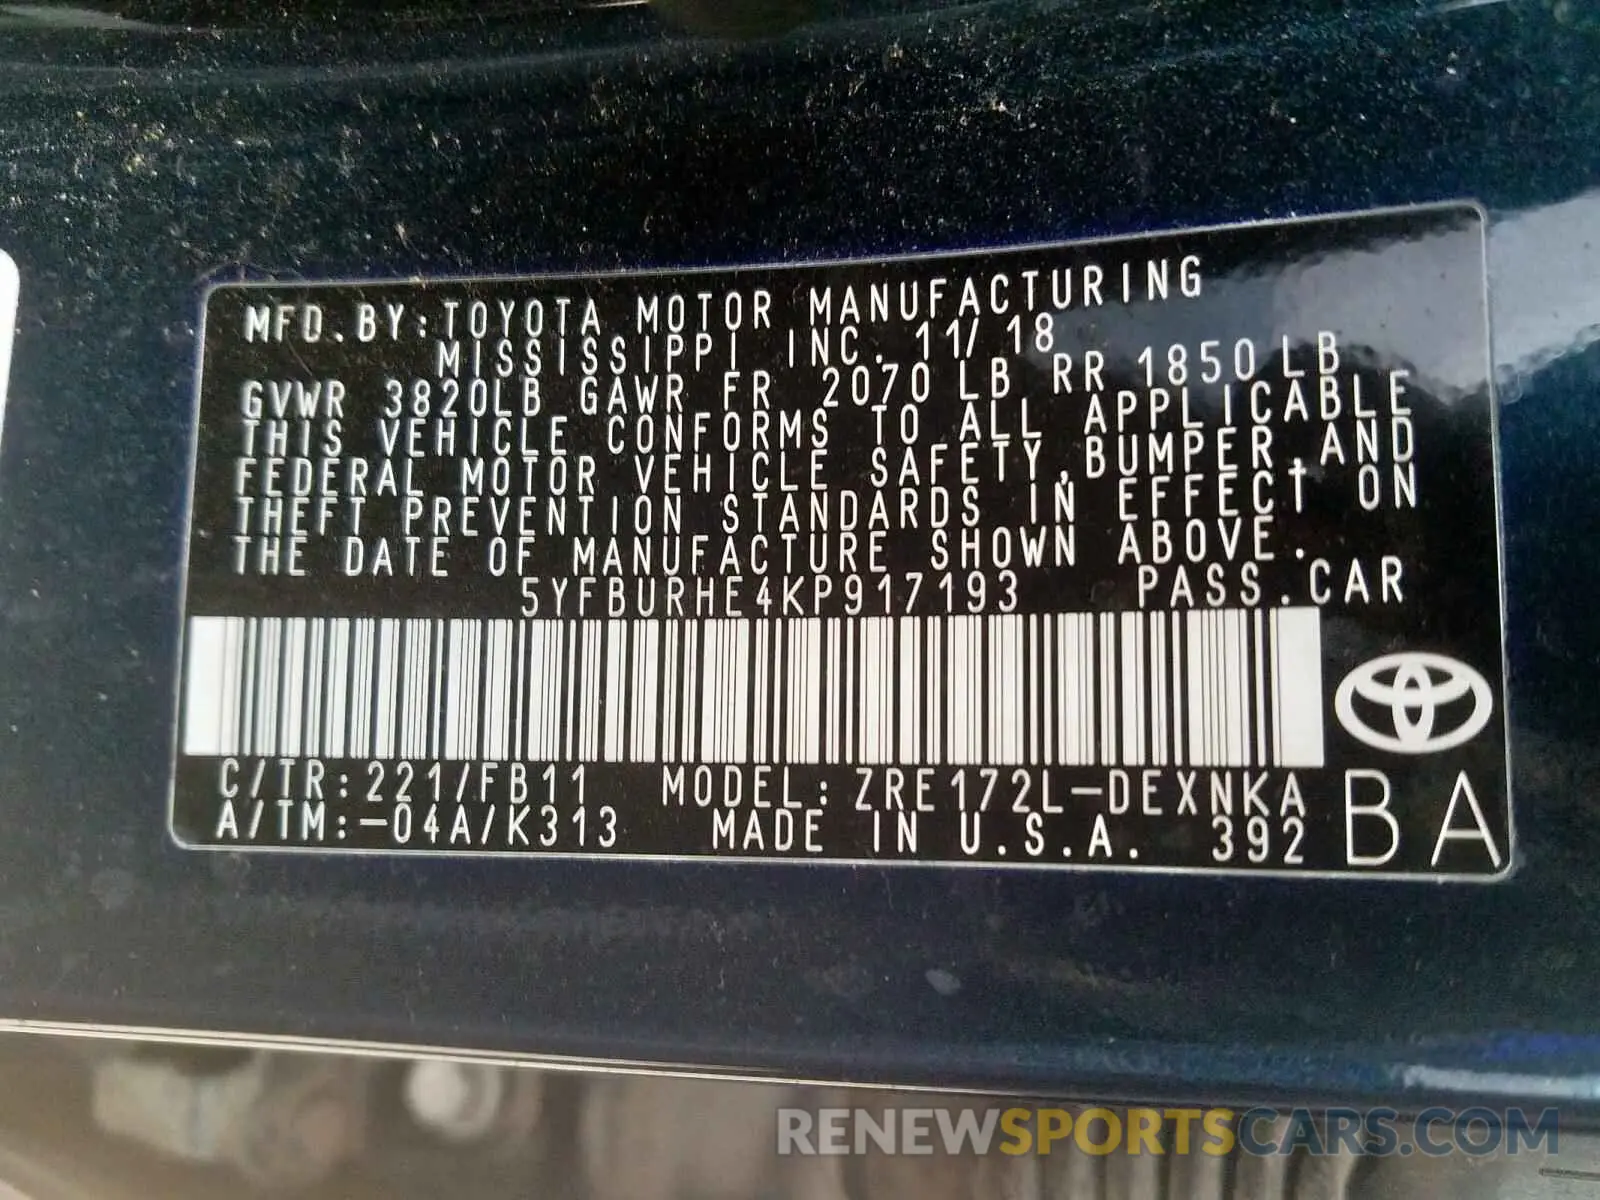 MFD.BY:TOYOTA MOTOR MANUFACTURING
MISSISSIPPI INC. 11/18
GVWR 3820LB GAWR FR 2070 LB RR 1850 LB
THIS VEHICLE CONFORMS TO ALL APPLICABLE
FEDERAL MOTOR VEHICLE SAFETY,BUMPER,AND
THEFT PREVENTION STANDARDS IN EFFECT ON
THE DATE OF MANUFACTURE SHOWN ABOVE.
5YFBURHE4KP917193 PASS.CAR
C/TR:221/FB11 MODEL:ZRE172L-DEXNKA
A/TM:-04A/K313 MADE IN U.S.A. 392
BA
RENEWSPORTSCARS.COM